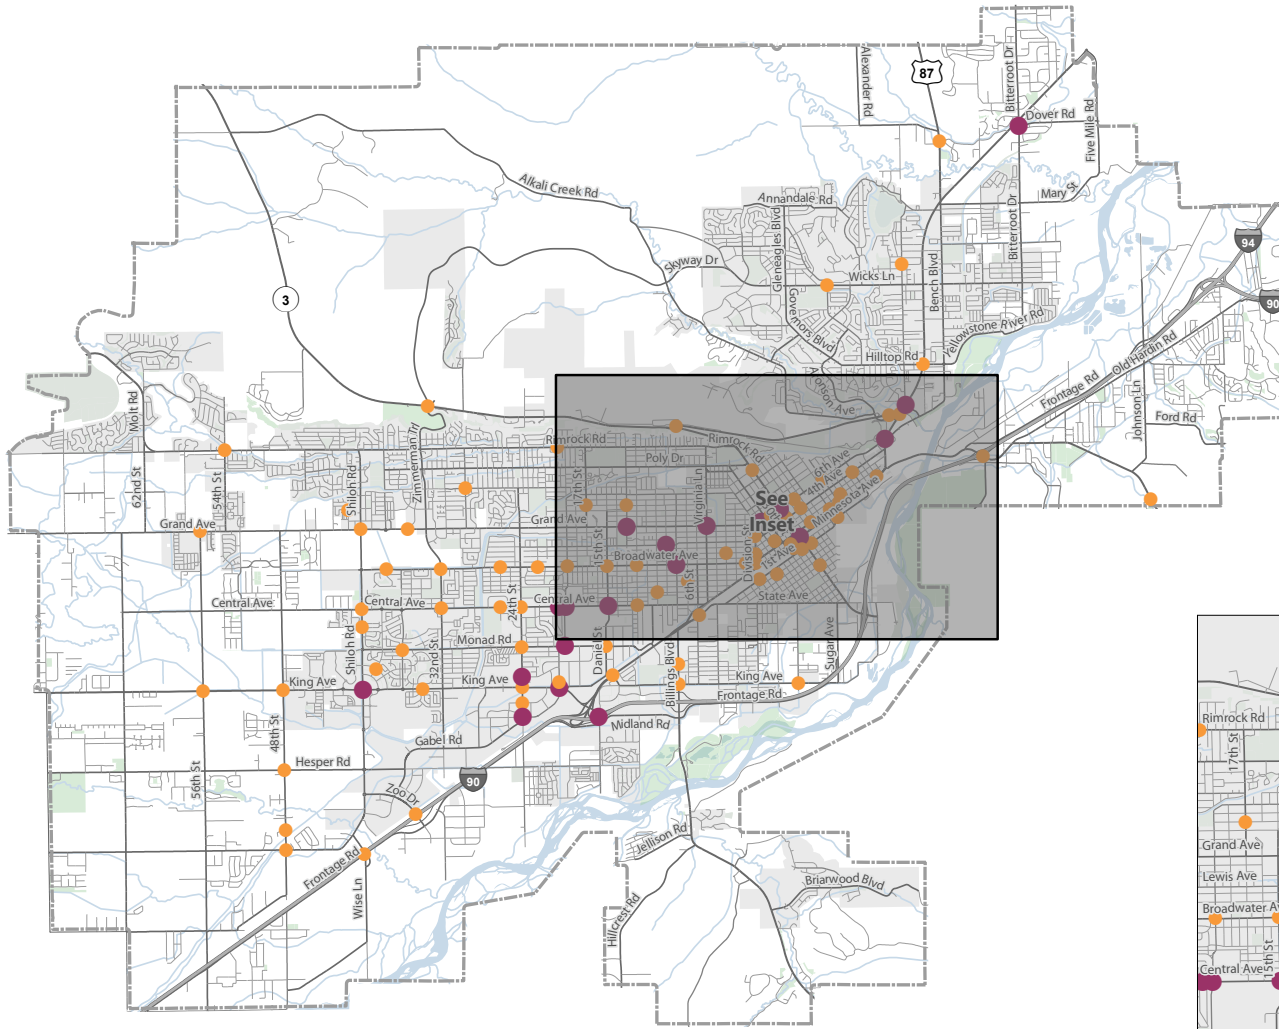 87
Alexander Rd
Bitterroot Dr
Dover Rd
Five Mile Rd
Alkali Creek Rd
Annandale Rd
Mary St
Gleneagles Blvd
Bitterroot Dr
94
Skyway Dr
Wicks Ln
Bench Blvd
3
90
Governors Blvd
Yellowstone River Rd
Hilltop Rd
Old Hardin Rd
Frontage Rd
Aronson Ave
Johnson Ln
Ford Rd
Molt Rd
Zimmerman Trl
Rimrock Rd
Rimrock Rd
Poly Dr
6th Ave
4th Ave
Minnesota Ave
62nd St
54th St
Shiloh Rd
17th St
Virginia Ln
See
Inset
Grand Ave
Grand Ave
15th St
Broadwater Ave
Division St
1st Ave
6th St
State Ave
Central Ave
Central Ave
24th St
Central Ave
Monad Rd
Shiloh Rd
32nd St
Daniel St
Billings Blvd
Sugar Ave
King Ave
King Ave
King Ave
Frontage Rd
48th St
Midland Rd
Gabel Rd
Hesper Rd
56th St
90
Zoo Dr
Rimrock Rd
17th St
Jellison Rd
Grand Ave
Frontage Rd
Wise Ln
Briarwood Blvd
Lewis Ave
Hillcrest Rd
Broadwater Av
15th St
Central Ave